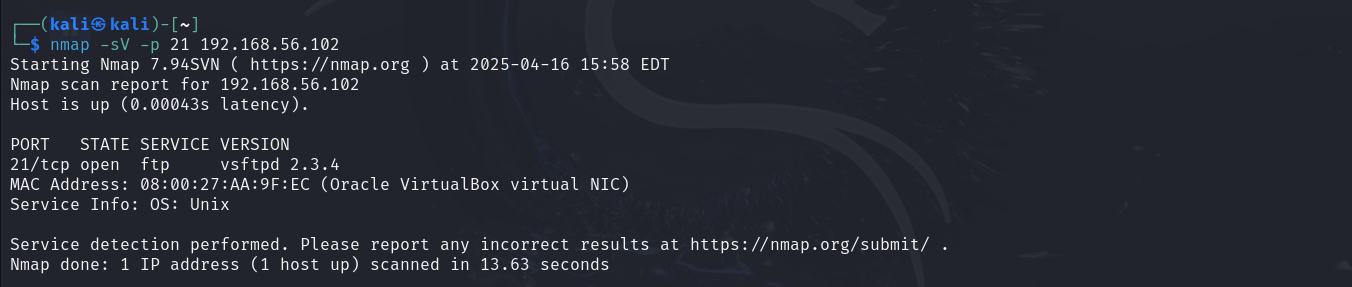 ┌──(kali㉿kali)-[~]
└─$ nmap -sV -p 21 192.168.56.102
Starting Nmap 7.94SVN ( https://nmap.org ) at 2025-04-16 15:58 EDT
Nmap scan report for 192.168.56.102
Host is up (0.00043s latency).

PORT   STATE SERVICE VERSION
21/tcp open  ftp     vsftpd 2.3.4
MAC Address: 08:00:27:AA:9F:EC (Oracle VirtualBox virtual NIC)
Service Info: OS: Unix

Service detection performed. Please report any incorrect results at https://nmap.org/submit/ .
Nmap done: 1 IP address (1 host up) scanned in 13.63 seconds